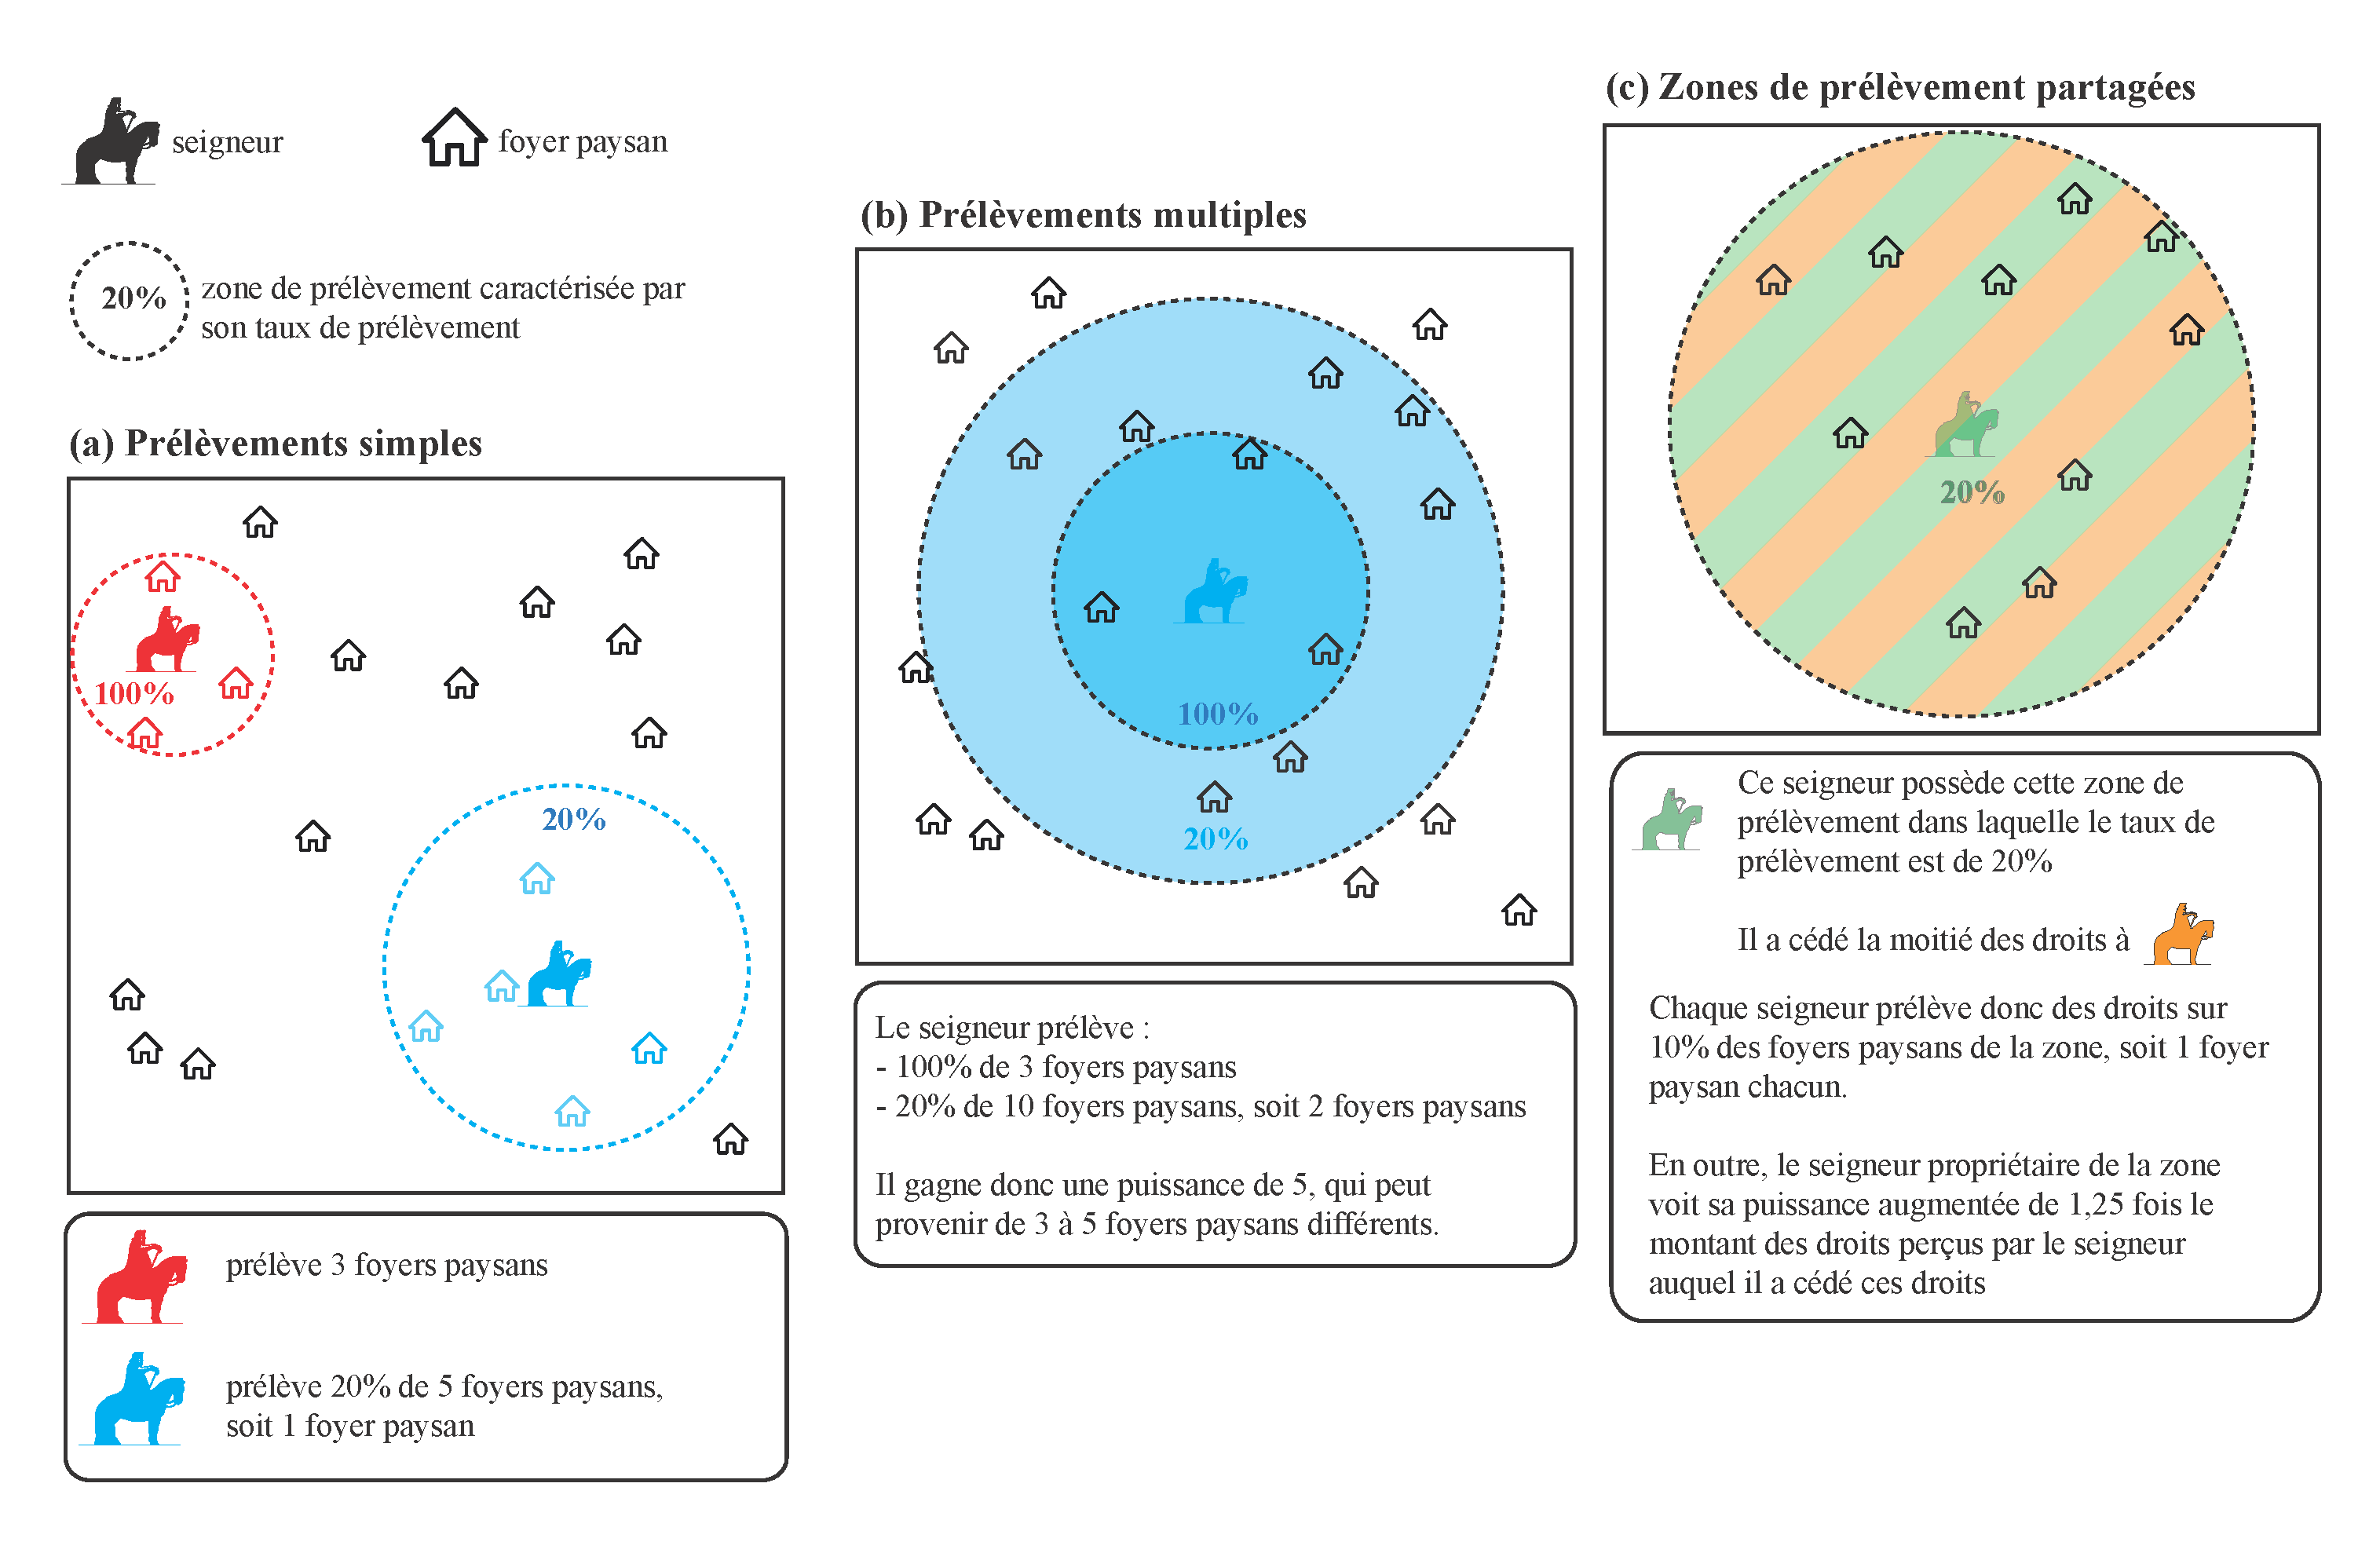 seigneur
foyer paysan
20%
zone de prélèvement caractérisée par
son taux de prélèvement
(a) Prélèvements simples
100%
20%
prélève 3 foyers paysans
prélève 20% de 5 foyers paysans,
soit 1 foyer paysan
(b) Prélèvements multiples
100%
20%
Le seigneur prélève :
- 100% de 3 foyers paysans
- 20% de 10 foyers paysans, soit 2 foyers paysans
Il gagne donc une puissance de 5, qui peut
provenir de 3 à 5 foyers paysans différents.
(c) Zones de prélèvement partagées
20%
Ce seigneur possède cette zone de
prélèvement dans laquelle le taux de
prélèvement est de 20%
Il a cédé la moitié des droits à
Chaque seigneur prélève donc des droits sur
10% des foyers paysans de la zone, soit 1 foyer
paysan chacun.
En outre, le seigneur propriétaire de la zone
voit sa puissance augmentée de 1,25 fois le
montant des droits perçus par le seigneur
auquel il a cédé ces droits